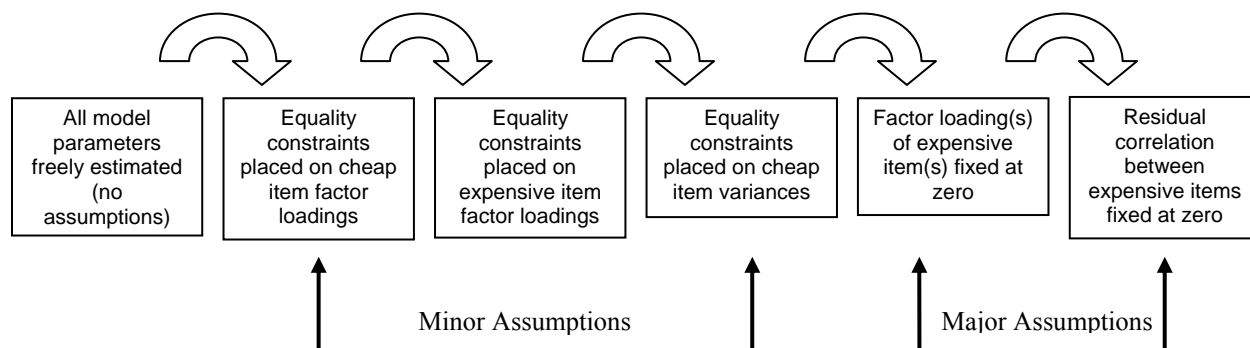 All model
parameters
freely estimated
(no
assumptions)
Equality
constraints
placed on cheap
item factor
loadings
Equality
constraints
placed on
expensive item
factor loadings
Equality
constraints
placed on cheap
item variances
Factor loading(s)
of expensive
item(s) fixed at
zero
Residual
correlation
between
expensive items
fixed at zero
Minor Assumptions
Major Assumptions